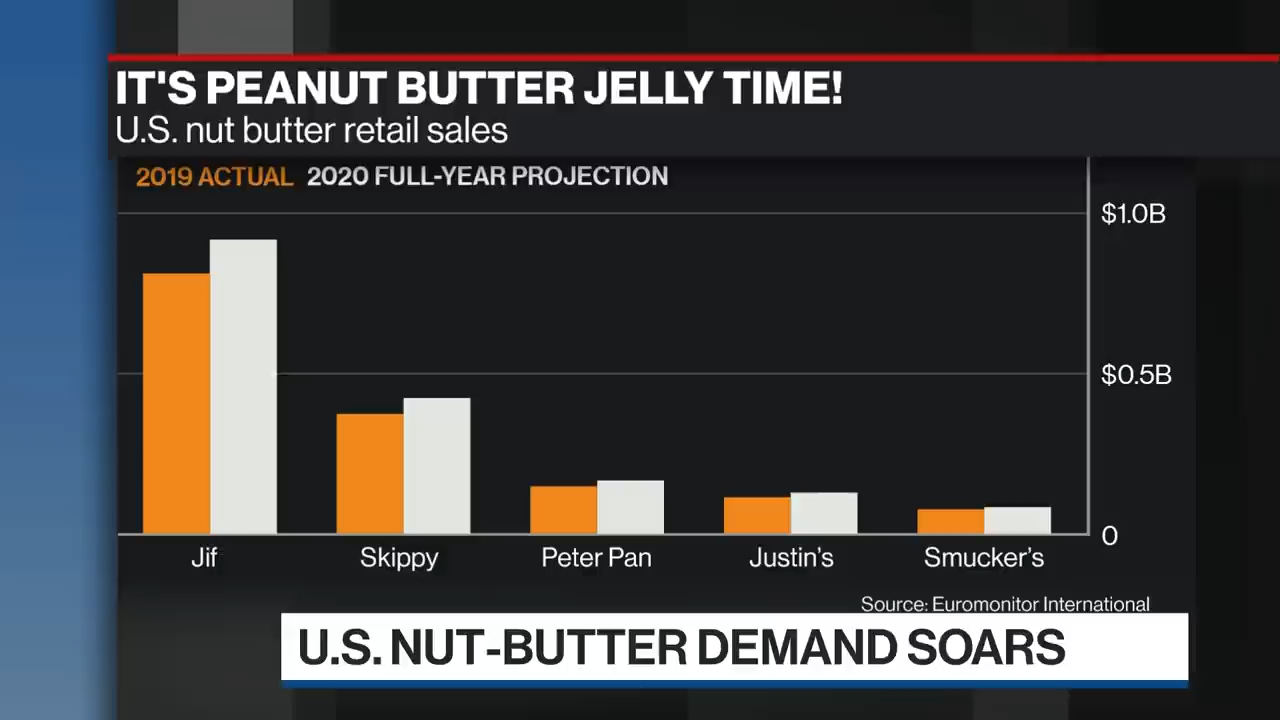 IT'S PEANUT BUTTER JELLY TIME!
U.S. nut butter retail sales
2019 ACTUAL 2020 FULL-YEAR PROJECTION
$1.0B
$0.5B
0
Jif Skippy Peter Pan Justin's Smucker's
Source: Euromonitor International
U.S. NUT-BUTTER DEMAND SOARS